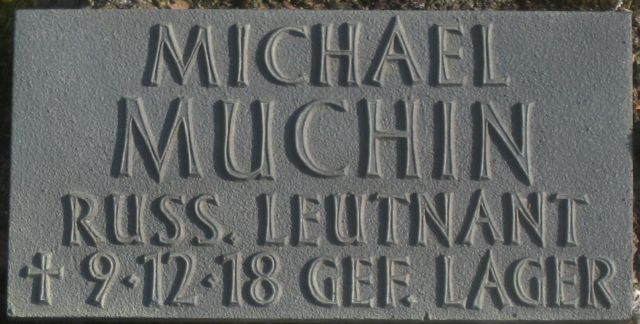 MICHAEL
MUCHIN
RUSS. LEUTNANT
† 9·12·18 GEF. LAGER